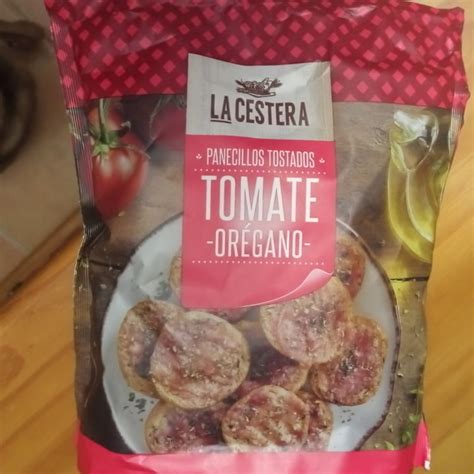 LA CESTERA
PANECILLOS TOSTADOS
TOMATE
-ORÉGANO-